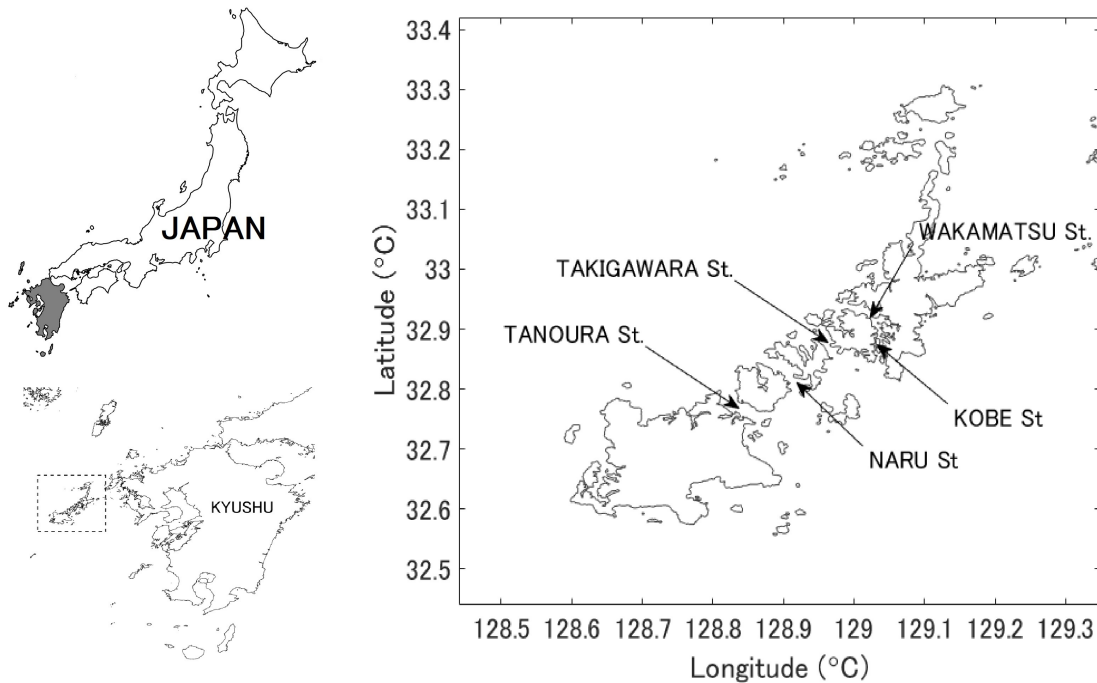 JAPAN
KYUSHU
33.4
33.3
33.2
33.1
33
32.9
32.8
32.7
32.6
32.5
Latitude (°C)
WAKAMATSU St.
TAKIGAWARA St.
TANOURA St.
KOBE St
NARU St
128.5 128.6 128.7 128.8 128.9 129 129.1 129.2 129.3
Longitude (°C)